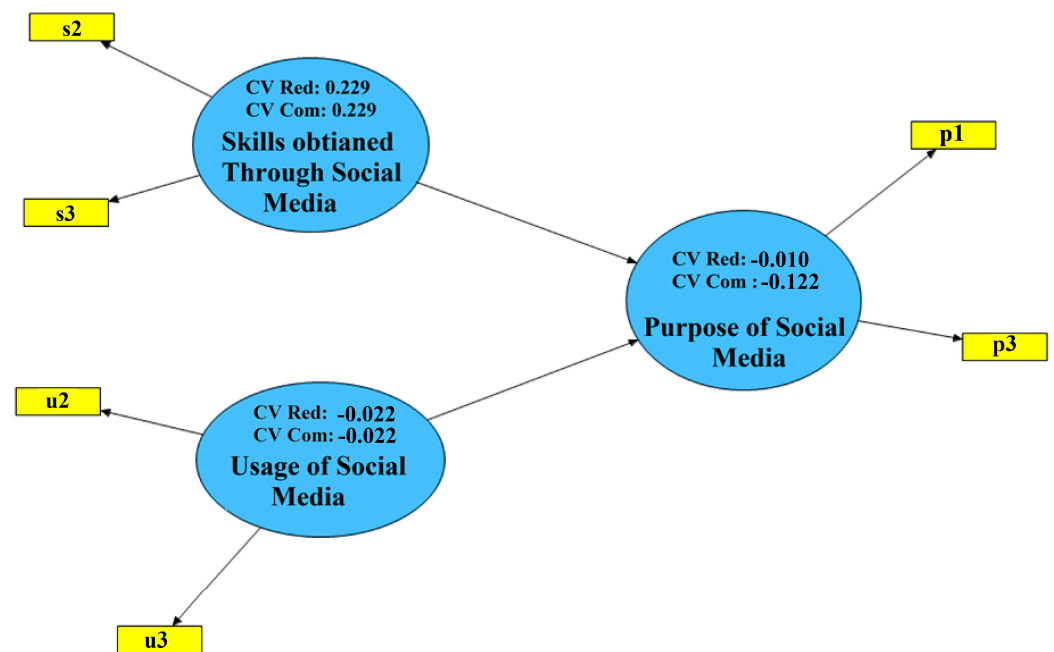 s2
CV Red: 0.229
CV Com: 0.229
Skills obtianed
Through Social
Media
s3
p1
CV Red: -0.010
CV Com : -0.122
Purpose of Social
Media
p3
u2
CV Red: -0.022
CV Com: -0.022
Usage of Social
Media
u3